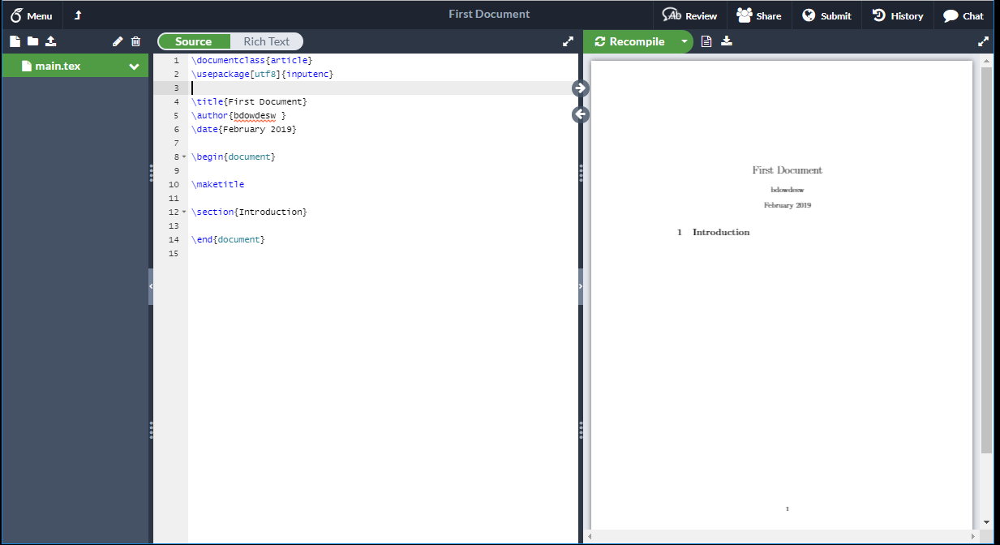 Menu
First Document
Review
Share
Submit
History
Chat
Source
Rich Text
Recompile
main.tex
1 \documentclass{article}
2 \usepackage[utf8]{inputenc}
3
4 \title{First Document}
5 \author{bdowdesw }
6 \date{February 2019}
7
8 \begin{document}
9
10 \maketitle
11
12 \section{Introduction}
13
14 \end{document}
15
First Document
bdowdesw
February 2019
1 Introduction
1